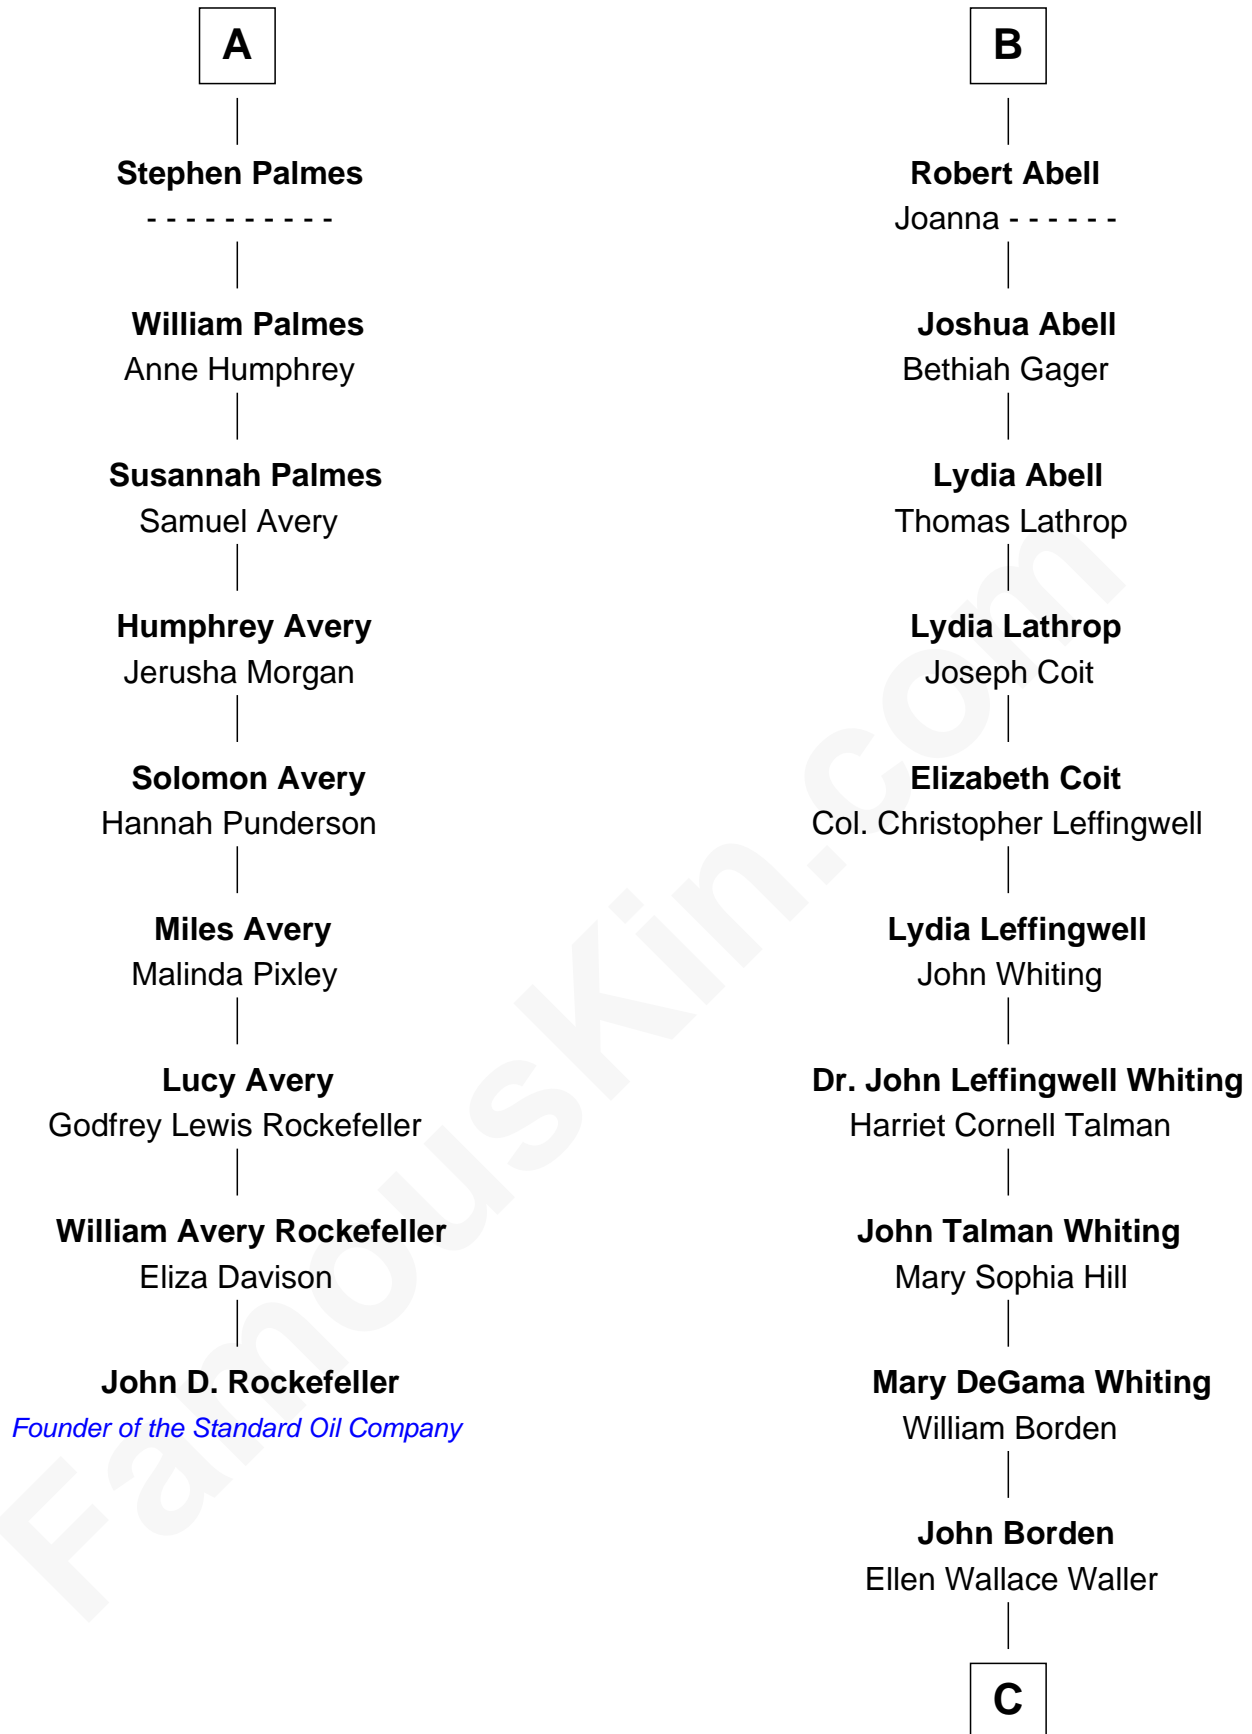 A
Stephen Palmes
- - - - - - - - - -
William Palmes
Anne Humphrey
Susannah Palmes
Samuel Avery
Humphrey Avery
Jerusha Morgan
Solomon Avery
Hannah Punderson
Miles Avery
Malinda Pixley
Lucy Avery
Godfrey Lewis Rockefeller
William Avery Rockefeller
Eliza Davison
John D. Rockefeller
Founder of the Standard Oil Company
B
Robert Abell
Joanna - - - - - -
Joshua Abell
Bethiah Gager
Lydia Abell
Thomas Lathrop
Lydia Lathrop
Joseph Coit
Elizabeth Coit
Col. Christopher Leffingwell
Lydia Leffingwell
John Whiting
Dr. John Leffingwell Whiting
Harriet Cornell Talman
John Talman Whiting
Mary Sophia Hill
Mary DeGama Whiting
William Borden
John Borden
Ellen Wallace Waller
C
FamousKin.com